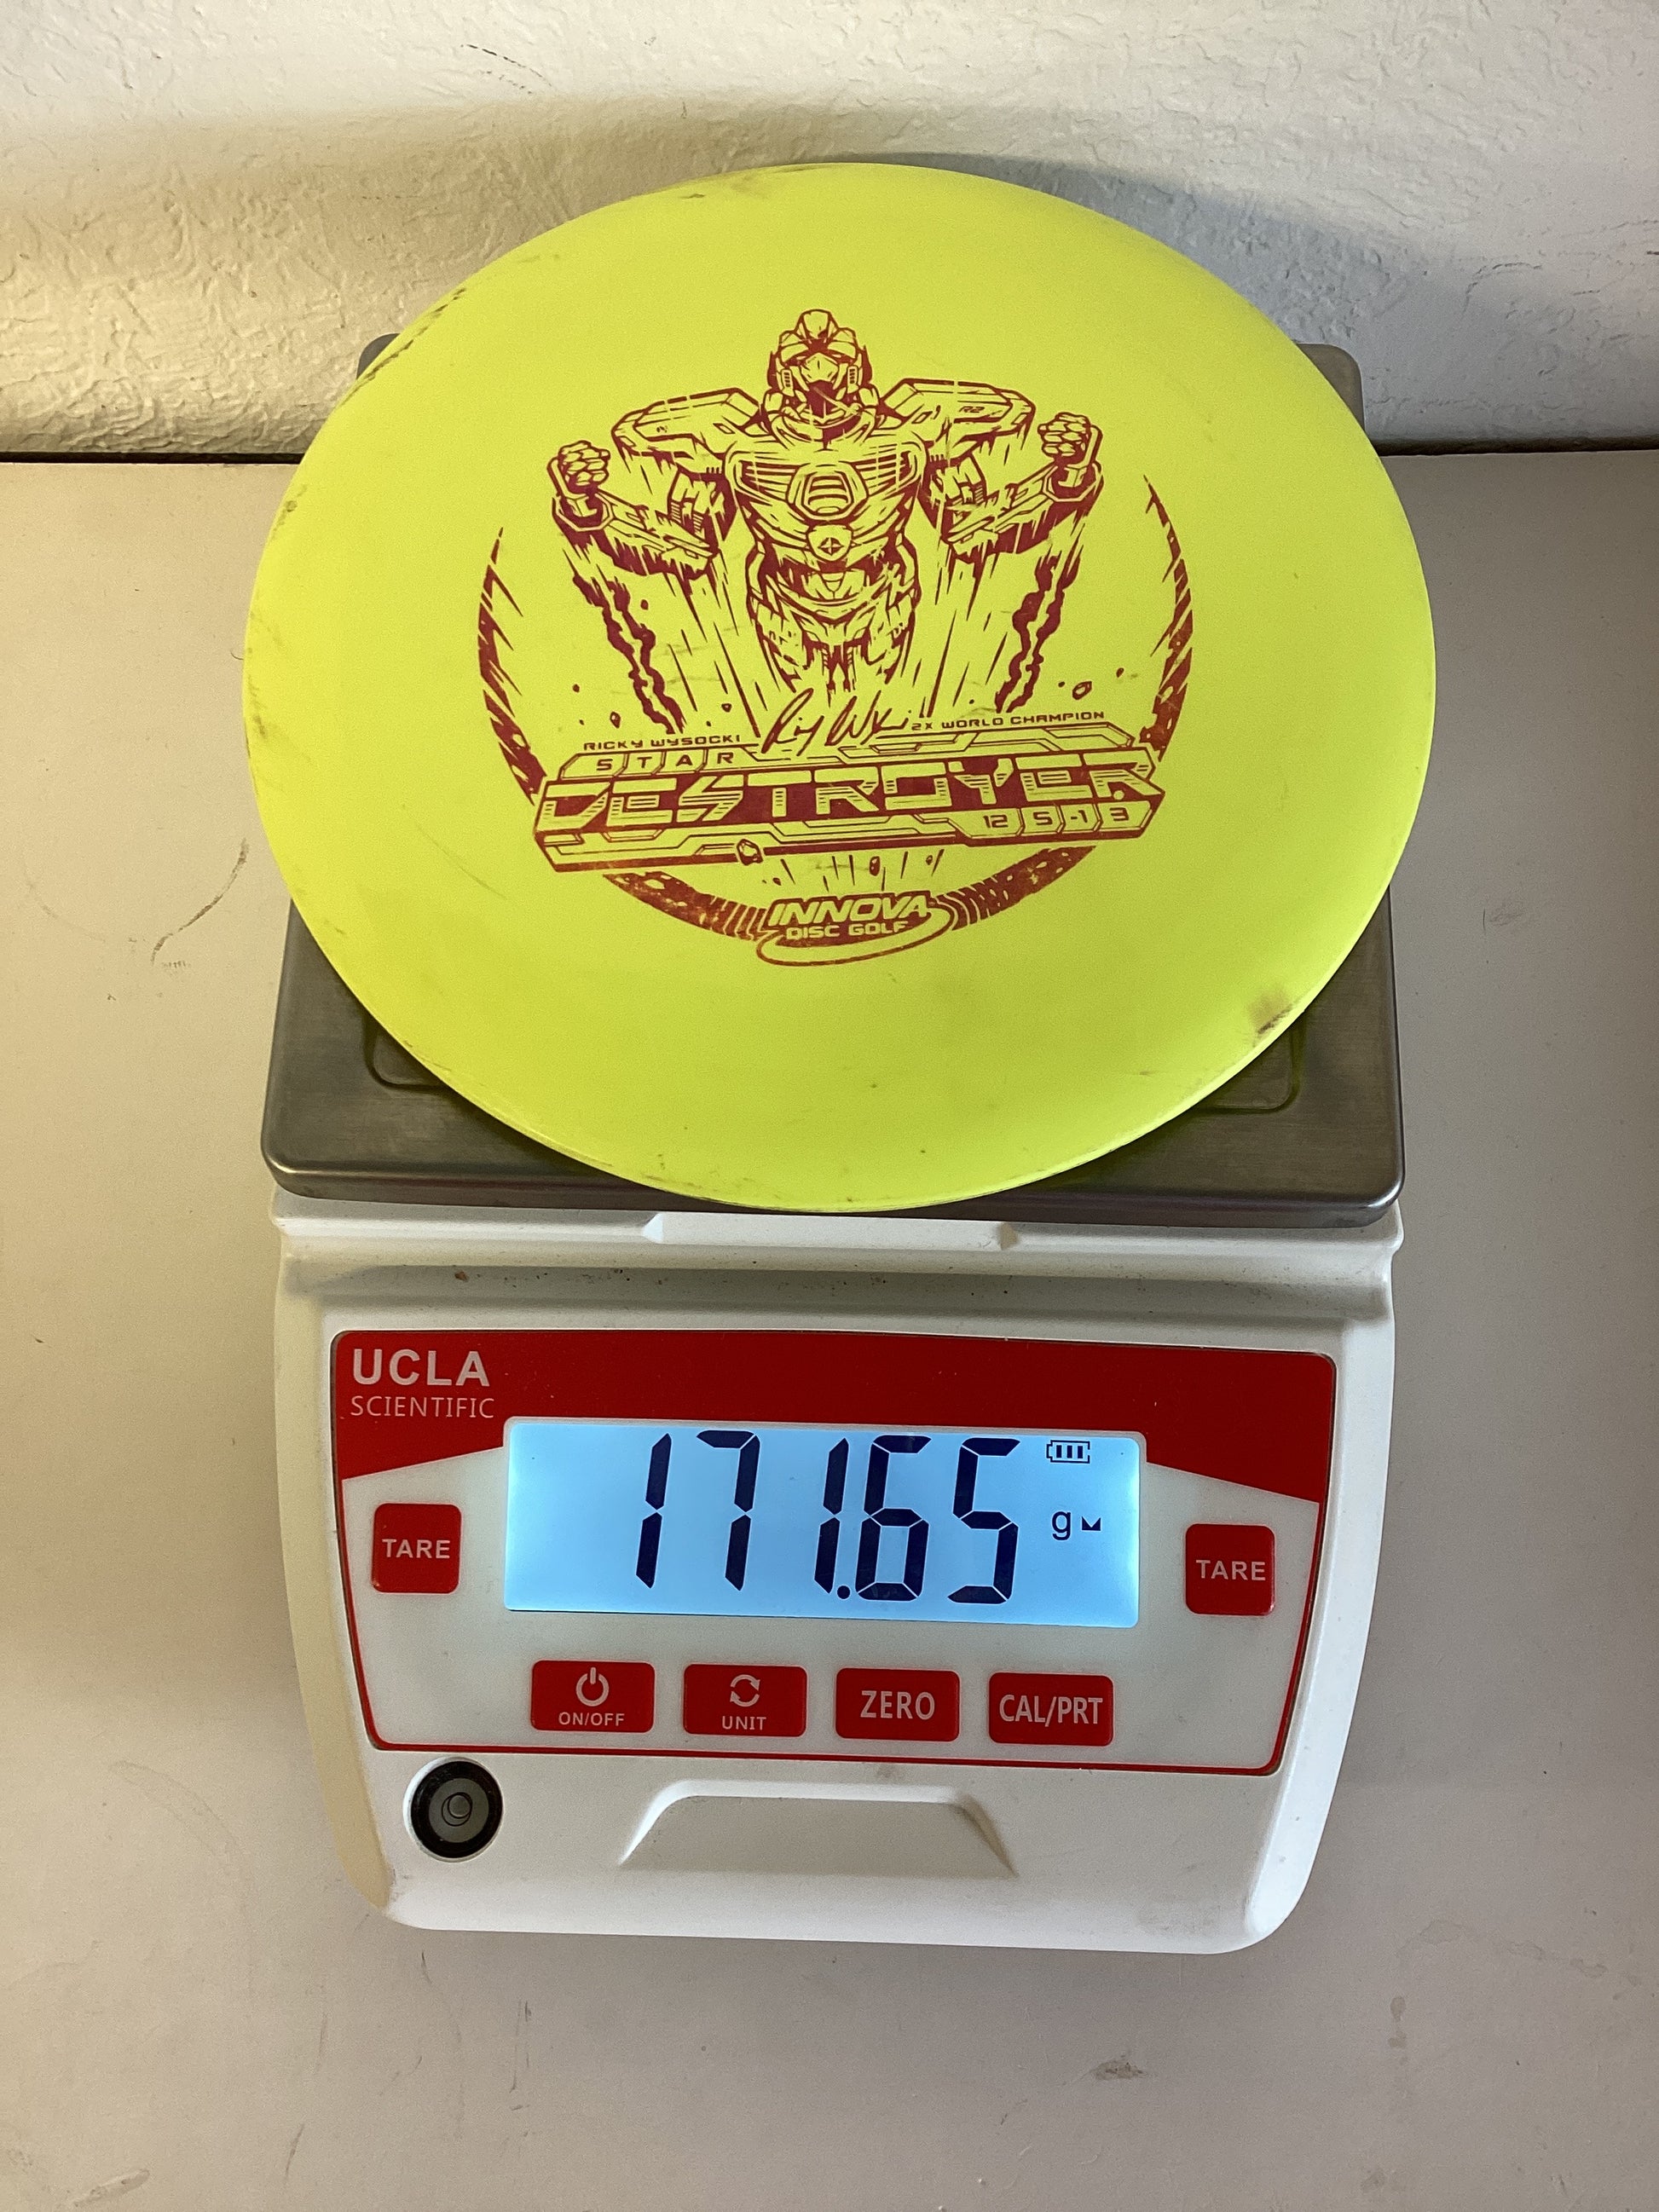 R2
RICKY WYSOCKI
2X WORLD CHAMPION
STAR
DESTROYER
12 5 -1 3
INNOVA
DISC GOLF
UCLA
SCIENTIFIC
171.65
g
TARE
TARE
ON/OFF
UNIT
ZERO
CAL/PRT